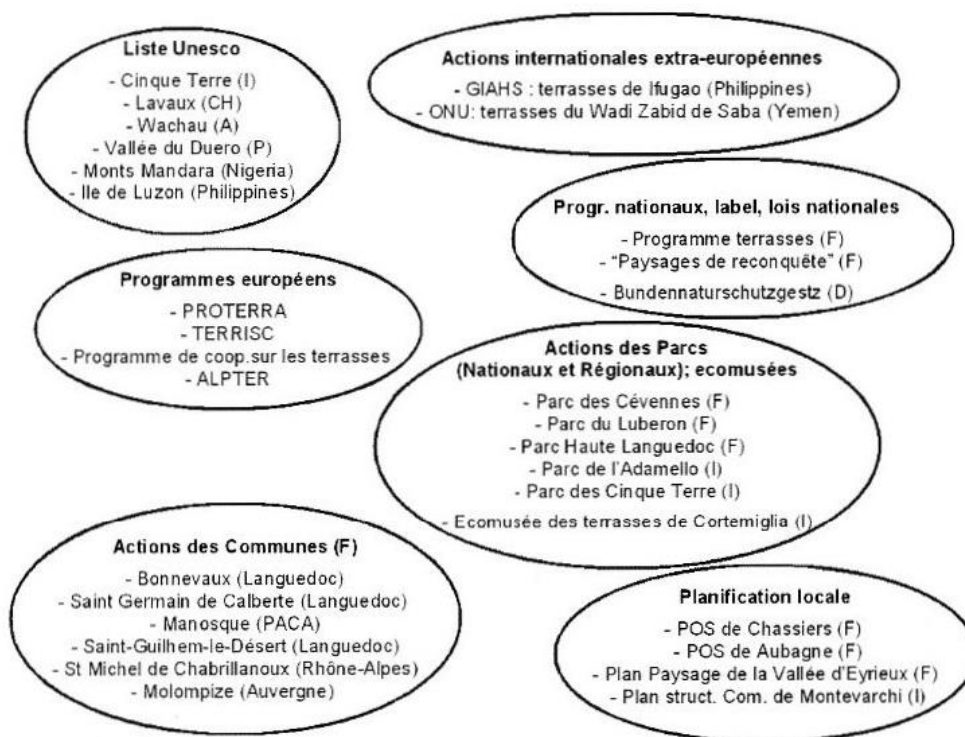 Liste Unesco
- Cinque Terre (I)
- Lavaux (CH)
- Wachau (A)
- Vallée du Duero (P)
- Monts Mandara (Nigeria)
- Ile de Luzon (Philippines)
Actions internationales extra-européennes
- GIAHS : terrasses de Ifugao (Philippines)
- ONU: terrasses du Wadi Zabid de Saba (Yemen)
Progr. nationaux, label, lois nationales
- Programme terrasses (F)
- "Paysages de reconquête" (F)
- Bundennaturschutzgestz (D)
Programmes européens
- PROTERRA
- TERRISC
- Programme de coop.sur les terrasses
- ALPTER
Actions des Parcs
(Nationaux et Régionaux); ecomusées
- Parc des Cévennes (F)
- Parc du Luberon (F)
- Parc Haute Languedoc (F)
- Parc de l'Adamello (I)
- Parc des Cinque Terre (I)
- Ecomusée des terrasses de Cortemiglia (I)
Actions des Communes (F)
- Bonnevaux (Languedoc)
- Saint Germain de Calberte (Languedoc)
- Manosque (PACA)
- Saint-Guilhem-le-Désert (Languedoc)
- St Michel de Chabrillanoux (Rhône-Alpes)
- Molompize (Auvergne)
Planification locale
- POS de Chassiers (F)
- POS de Aubagne (F)
- Plan Paysage de la Vallée d'Eyrieux (F)
- Plan struct. Com. de Montevarchi (I)